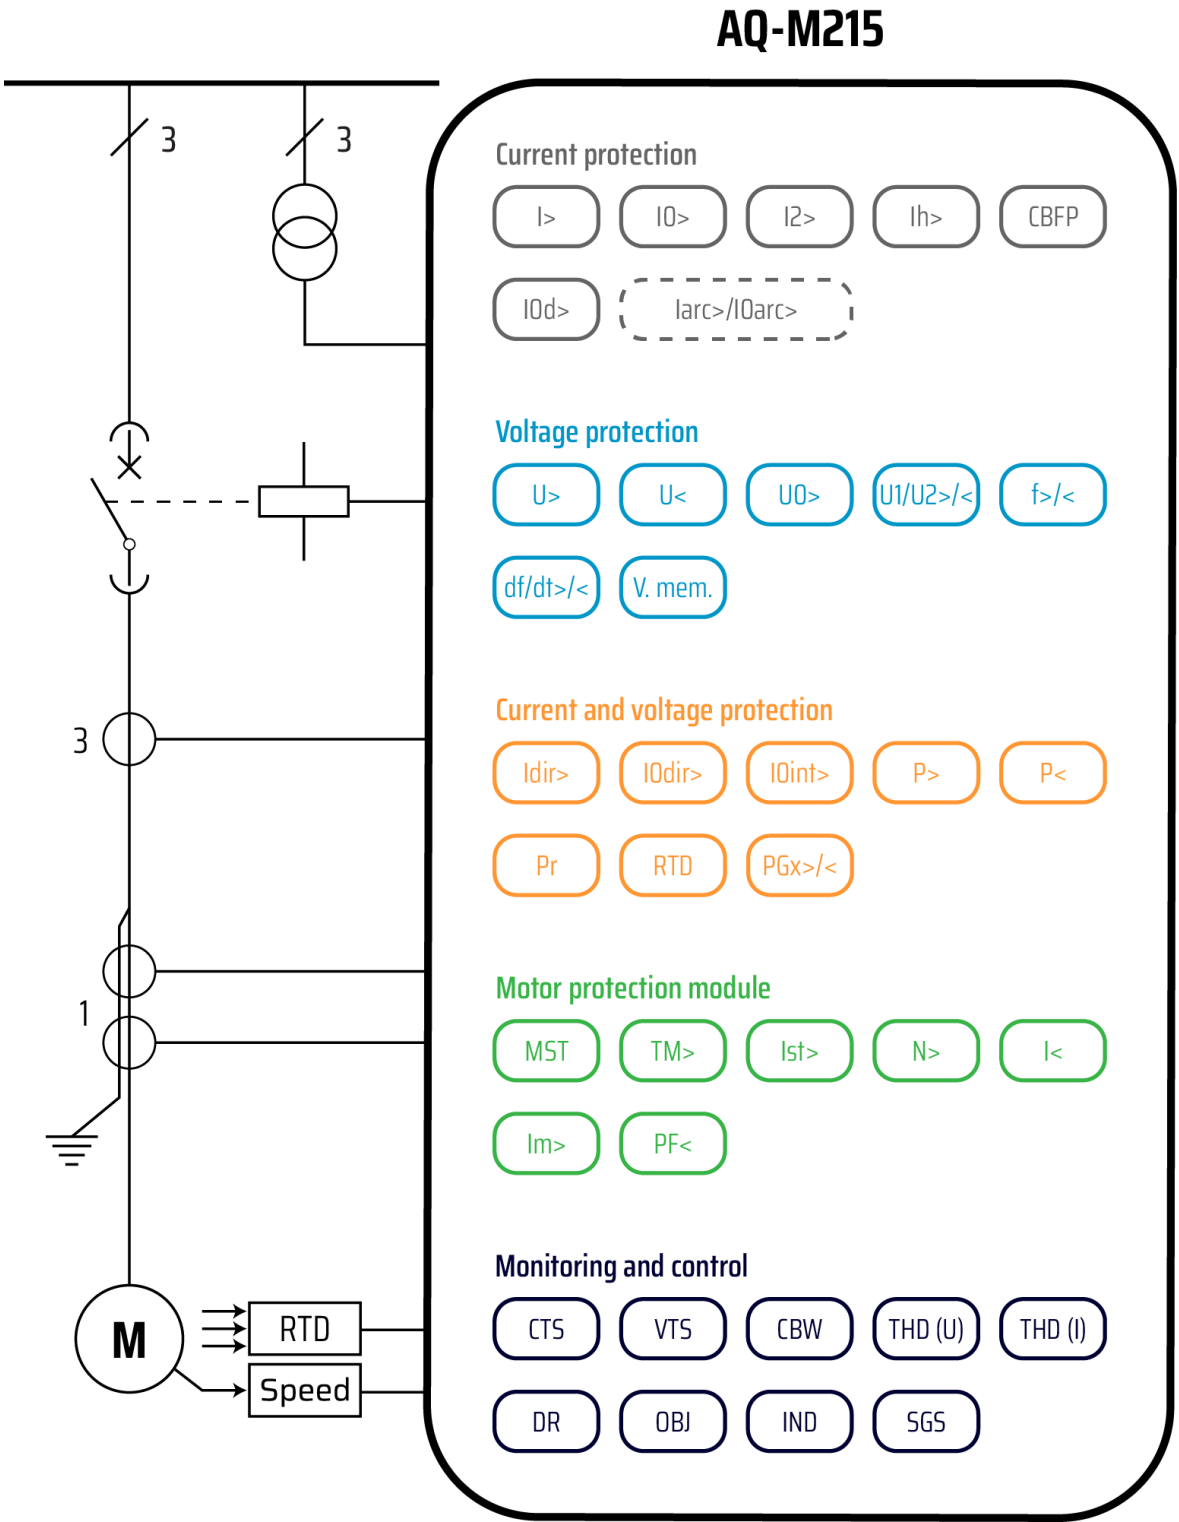 AQ-M215
3
3
Current protection
I>
I0>
I2>
Ih>
CBFP
I0d>
Iarc>/I0arc>
Voltage protection
U>
U<
U0>
U1/U2>/<
f>/<
df/dt>/<
V. mem.
Current and voltage protection
3
Idir>
I0dir>
I0int>
P>
P<
Pr
RTD
PGx>/<
Motor protection module
1
MST
TM>
Ist>
N>
I<
Im>
PF<
Monitoring and control
M
RTD
Speed
CTS
VTS
CBW
THD (U)
THD (I)
DR
OBJ
IND
SGS